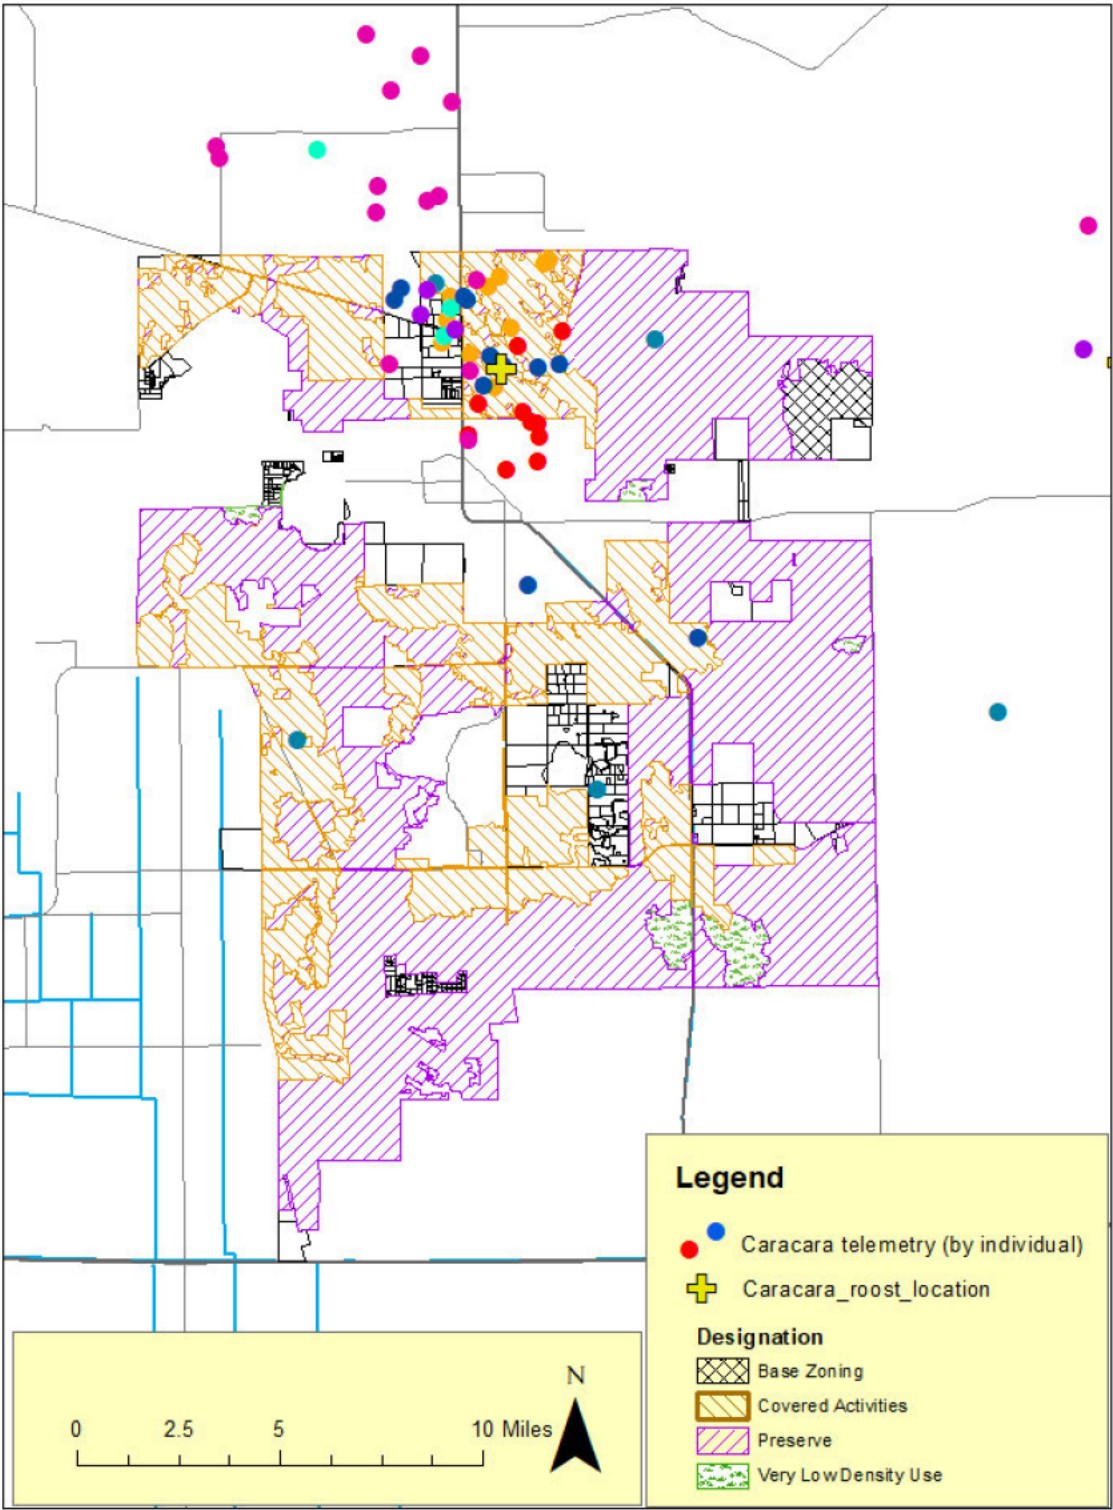 Legend
Caracara telemetry (by individual)
Caracara_roost_location
Designation
Base Zoning
Covered Activities
Preserve
Very Low Density Use
N
0 2.5 5 10 Miles